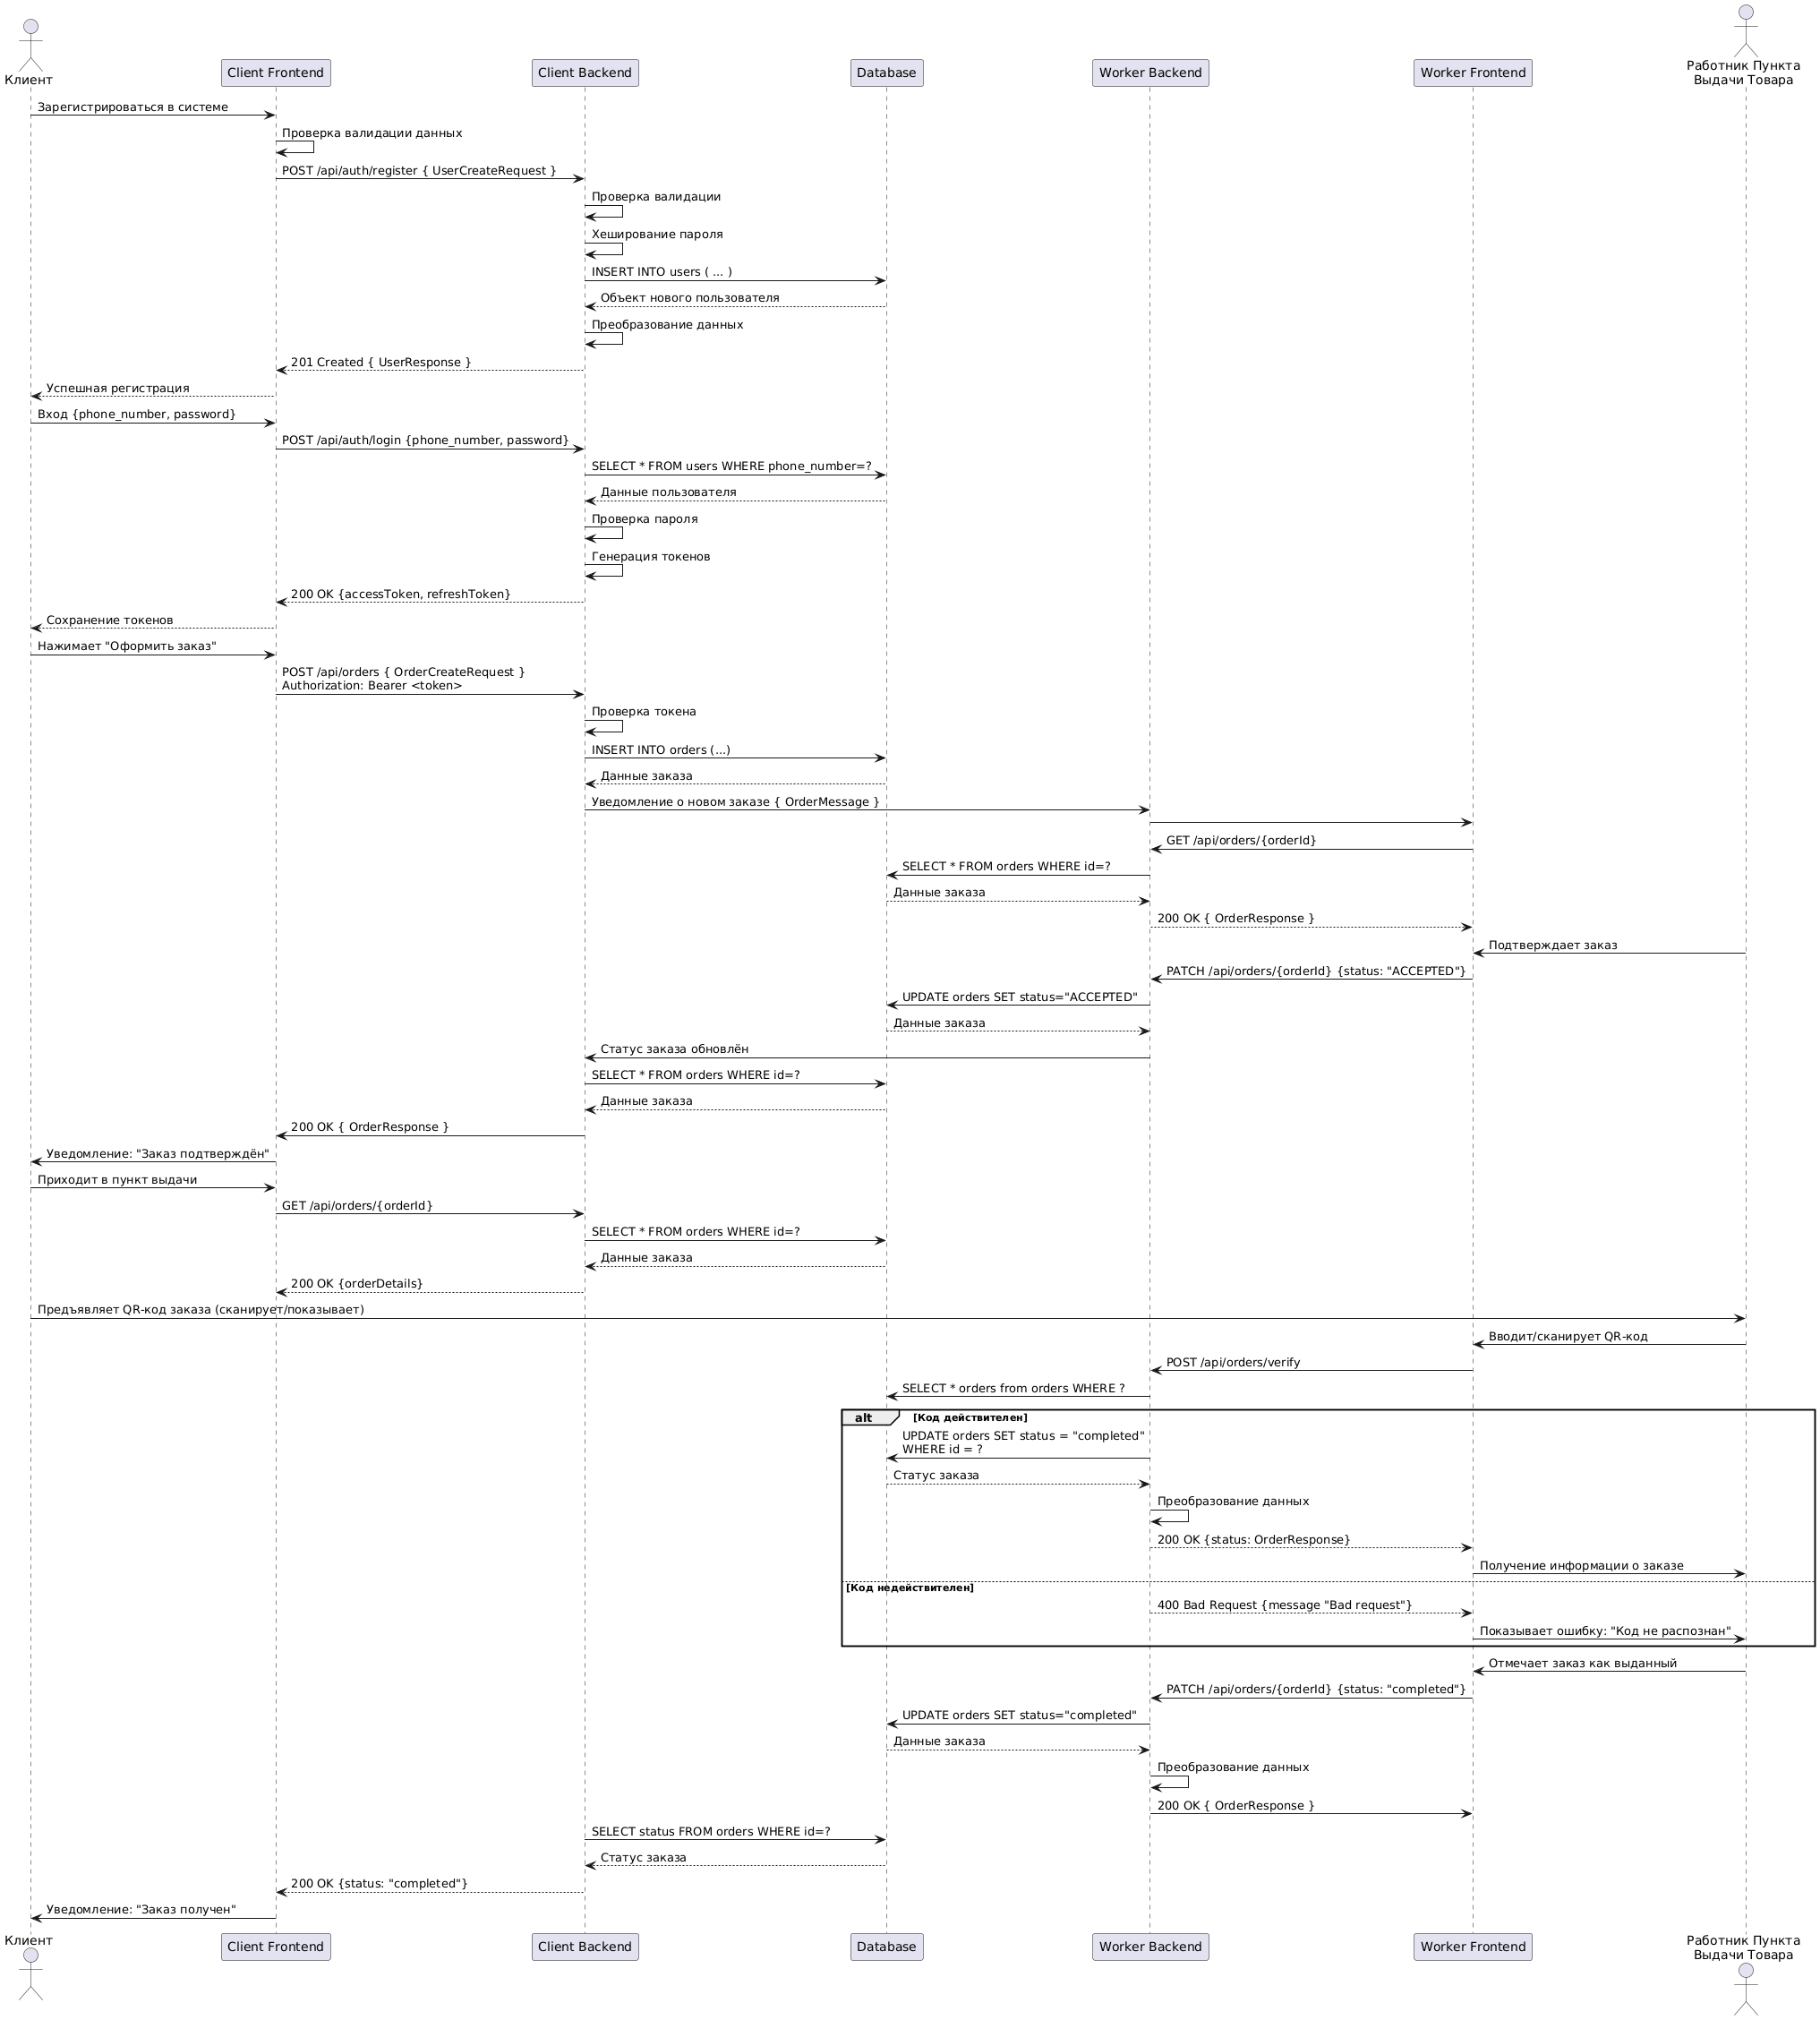 Клиент
Client Frontend
Client Backend
Database
Worker Backend
Worker Frontend
Работник Пункта
Выдачи Товара
Зарегистрироваться в системе
Проверка валидации данных
POST /api/auth/register { UserCreateRequest }
Проверка валидации
Хеширование пароля
INSERT INTO users ( ... )
Объект нового пользователя
Преобразование данных
201 Created { UserResponse }
Успешная регистрация
Вход {phone_number, password}
POST /api/auth/login {phone_number, password}
SELECT * FROM users WHERE phone_number=?
Данные пользователя
Проверка пароля
Генерация токенов
200 OK {accessToken, refreshToken}
Сохранение токенов
Нажимает "Оформить заказ"
POST /api/orders { OrderCreateRequest }
Authorization: Bearer <token>
Проверка токена
INSERT INTO orders (...)
Данные заказа
Уведомление о новом заказе { OrderMessage }
GET /api/orders/{orderId}
SELECT * FROM orders WHERE id=?
Данные заказа
200 OK { OrderResponse }
Подтверждает заказ
PATCH /api/orders/{orderId} {status: "ACCEPTED"}
UPDATE orders SET status="ACCEPTED"
Данные заказа
Статус заказа обновлён
SELECT * FROM orders WHERE id=?
Данные заказа
200 OK { OrderResponse }
Уведомление: "Заказ подтверждён"
Приходит в пункт выдачи
GET /api/orders/{orderId}
SELECT * FROM orders WHERE id=?
Данные заказа
200 OK {orderDetails}
Предъявляет QR-код заказа (сканирует/показывает)
Вводит/сканирует QR-код
POST /api/orders/verify
SELECT * orders from orders WHERE ?
alt [Код действителен]
UPDATE orders SET status = "completed"
WHERE id = ?
Статус заказа
Преобразование данных
200 OK {status: OrderResponse}
Получение информации о заказе
[Код недействителен]
400 Bad Request {message "Bad request"}
Показывает ошибку: "Код не распознан"
Отмечает заказ как выданный
PATCH /api/orders/{orderId} {status: "completed"}
UPDATE orders SET status="completed"
Данные заказа
Преобразование данных
200 OK { OrderResponse }
SELECT status FROM orders WHERE id=?
Статус заказа
200 OK {status: "completed"}
Уведомление: "Заказ получен"
Клиент
Client Frontend
Client Backend
Database
Worker Backend
Worker Frontend
Работник Пункта
Выдачи Товара